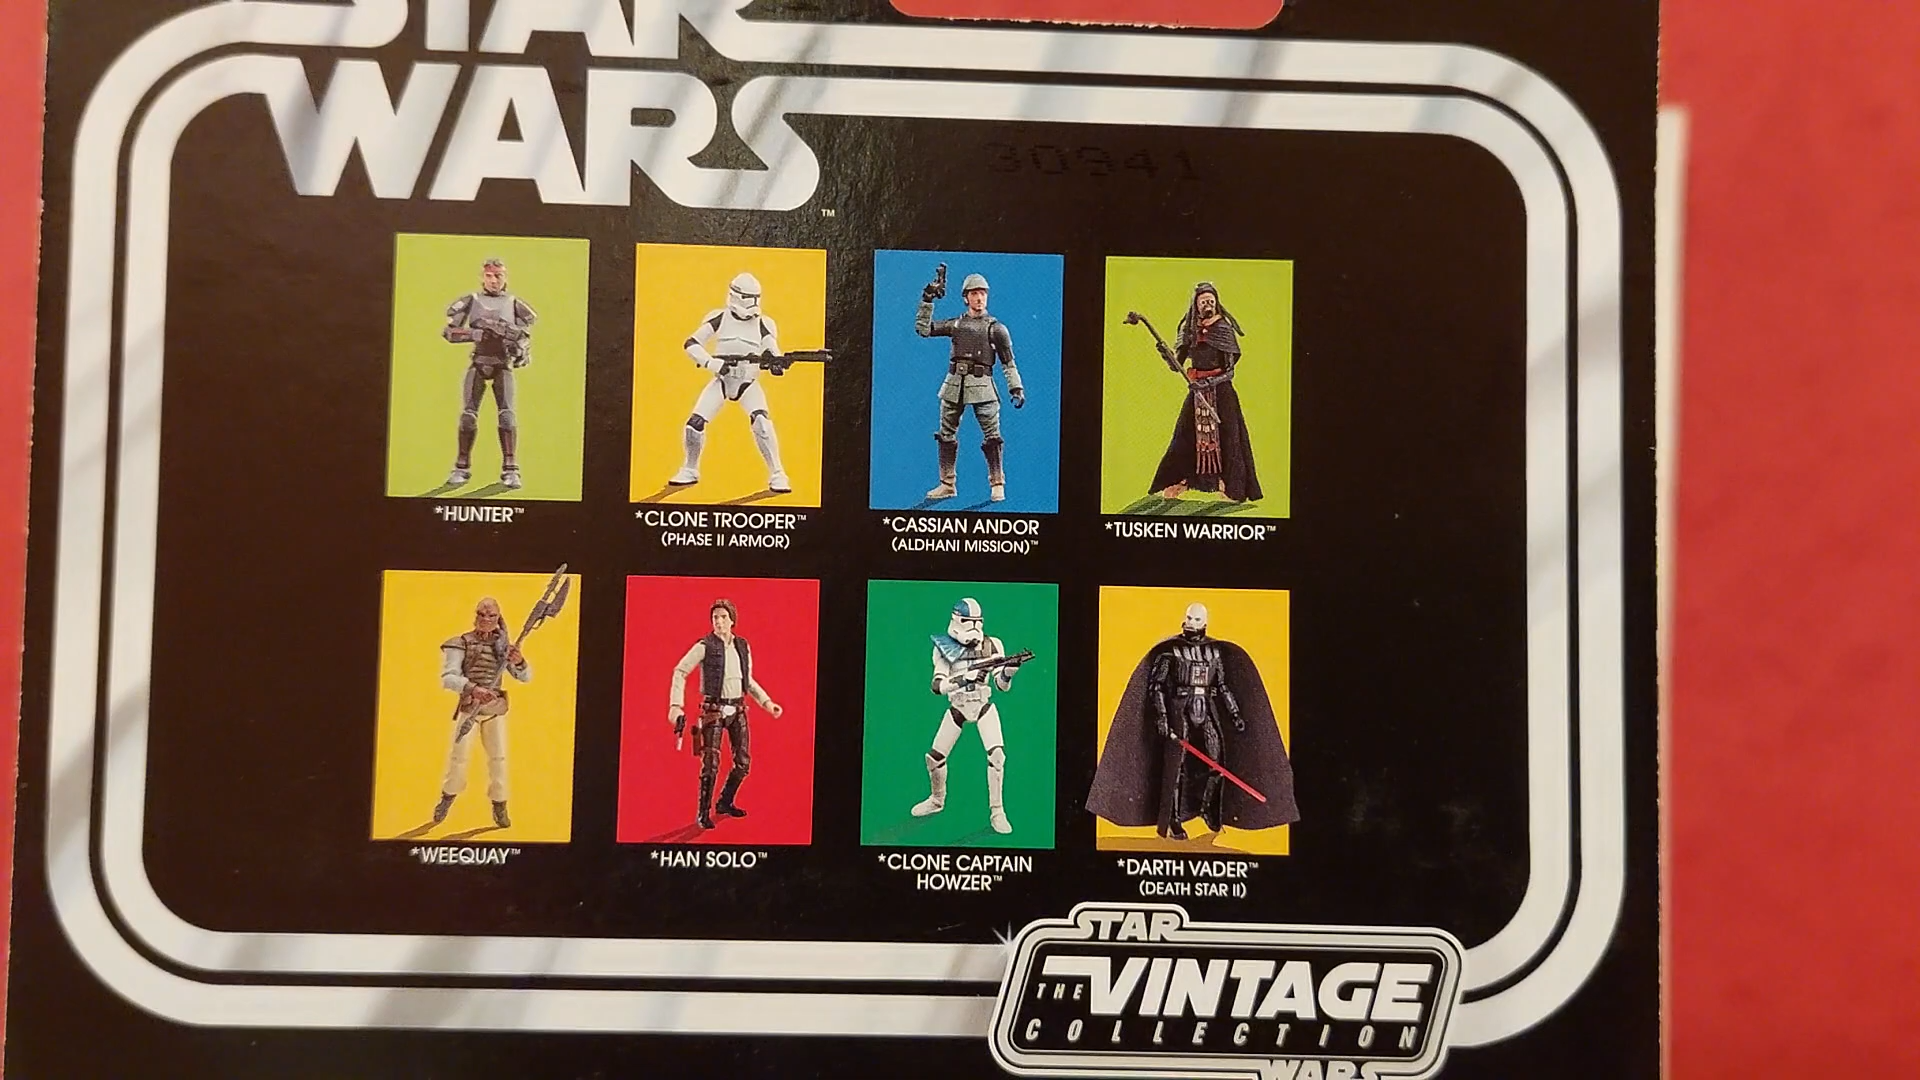 STAR
WARS™
30941
*HUNTER™
*CLONE TROOPER™
(PHASE II ARMOR)
*CASSIAN ANDOR
(ALDHANI MISSION)™
*TUSKEN WARRIOR™
*WEEQUAY™
*HAN SOLO™
*CLONE CAPTAIN
HOWZER™
*DARTH VADER™
(DEATH STAR II)
STAR
THE VINTAGE
COLLECTION
WARS